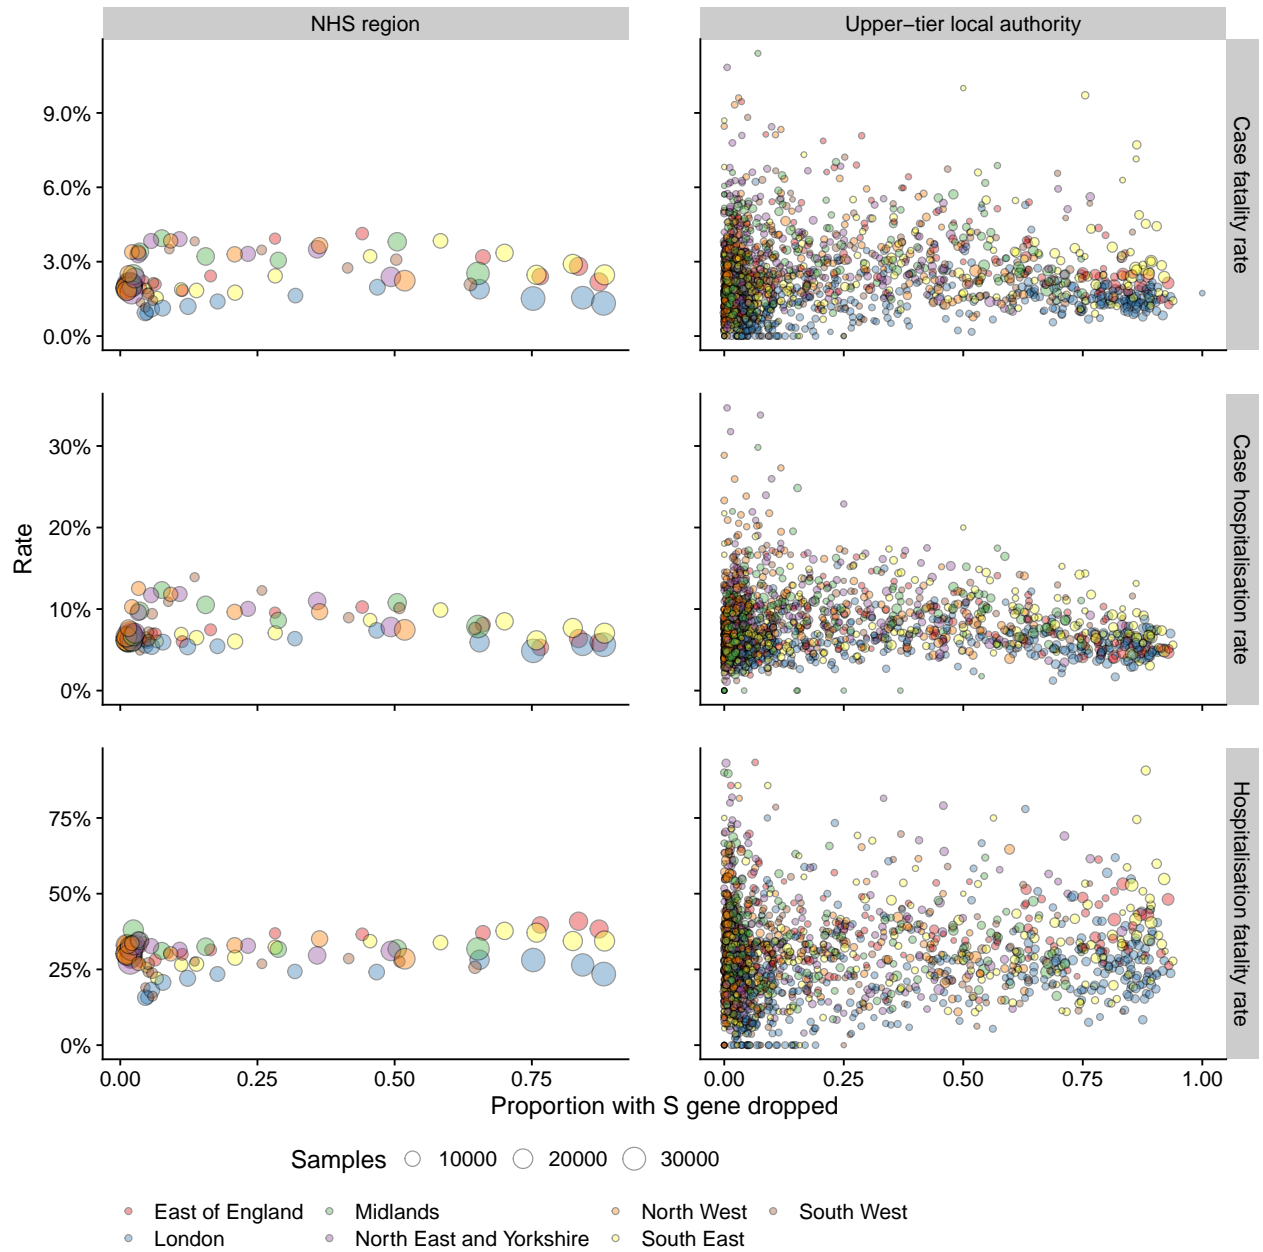 NHS region
Upper−tier local authority
9.0%
6.0%
3.0%
0.0%
Case fatality rate
30%
20%
10%
0%
Case hospitalisation rate
75%
50%
25%
0%
Hospitalisation fatality rate
Rate
0.00 0.25 0.50 0.75
0.00 0.25 0.50 0.75 1.00
Proportion with S gene dropped
Samples 10000 20000 30000
East of England Midlands North West South West
London North East and Yorkshire South East